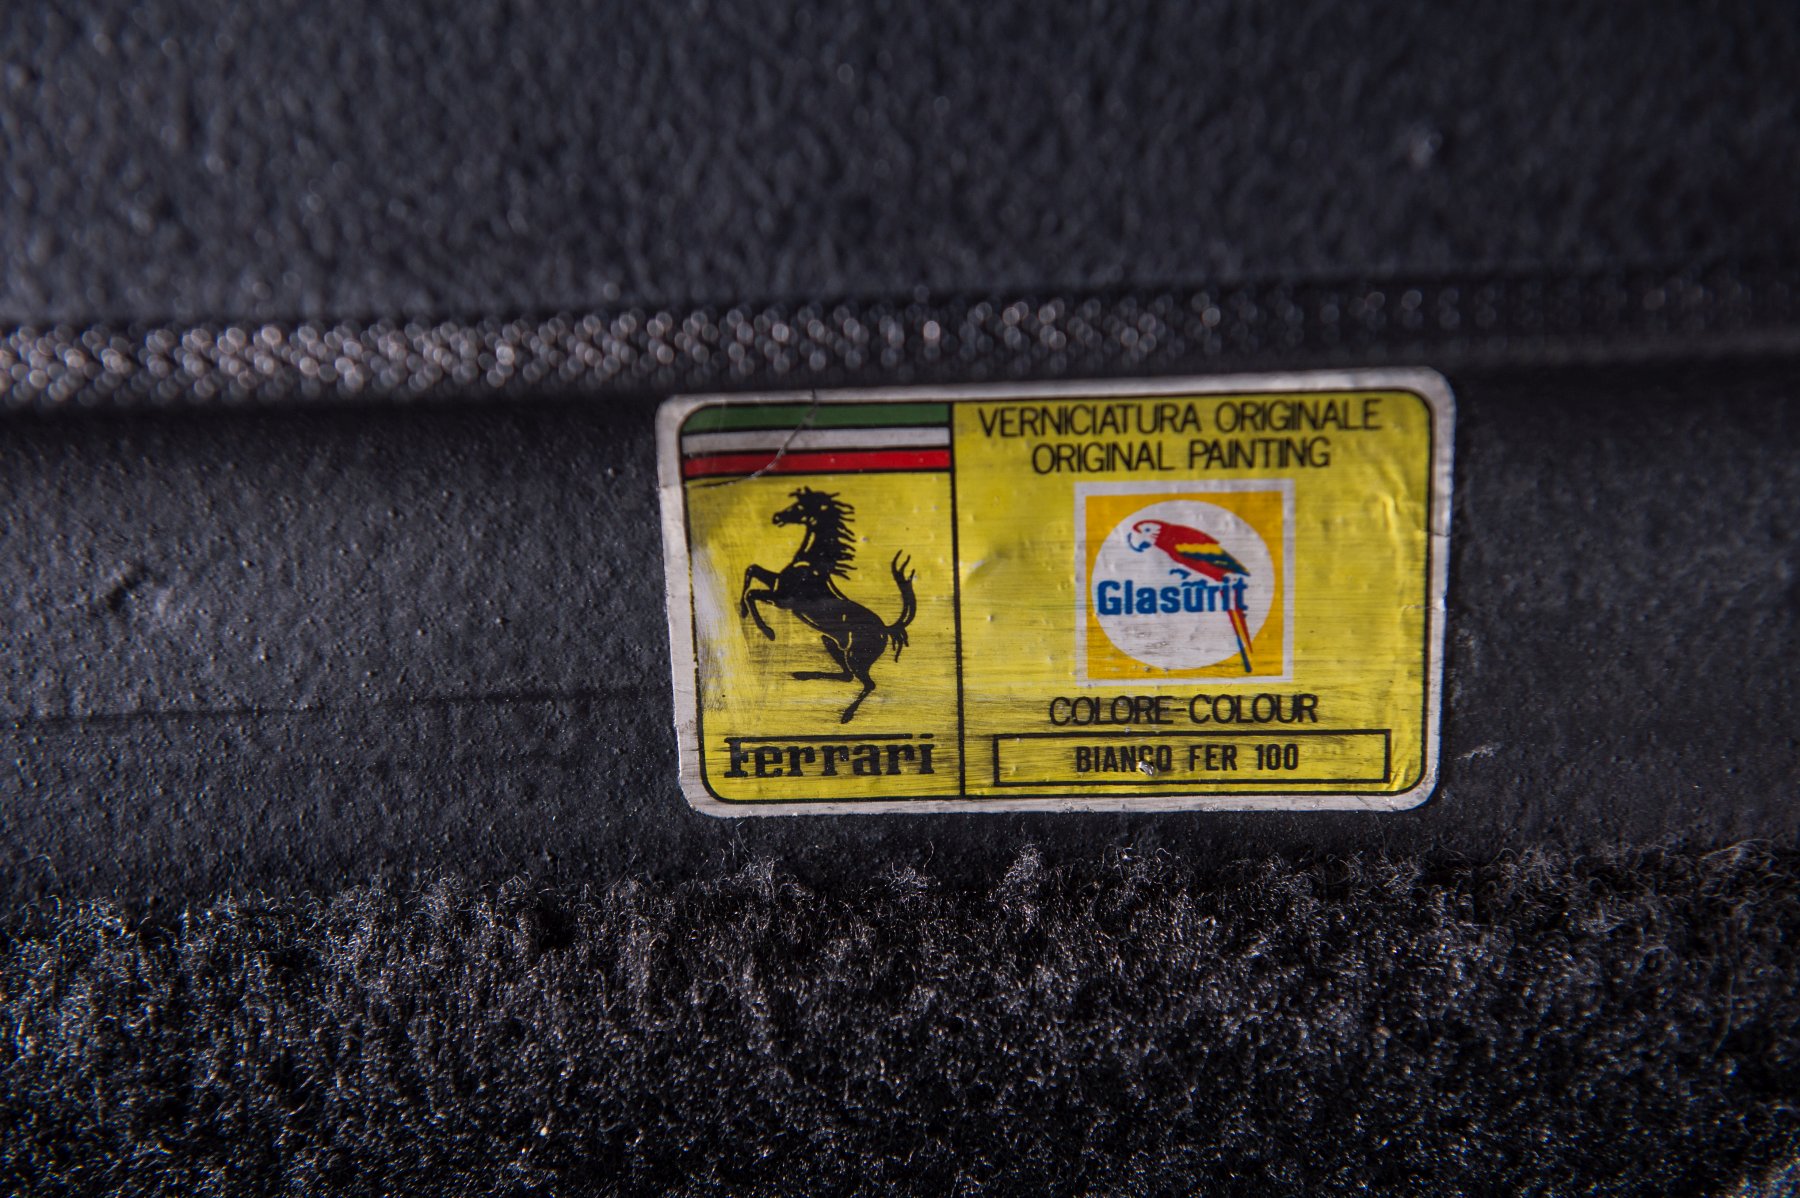 VERNICIATURA ORIGINALE
ORIGINAL PAINTING
Glasurit
COLORE-COLOUR
BIANCO FER 100
Ferrari